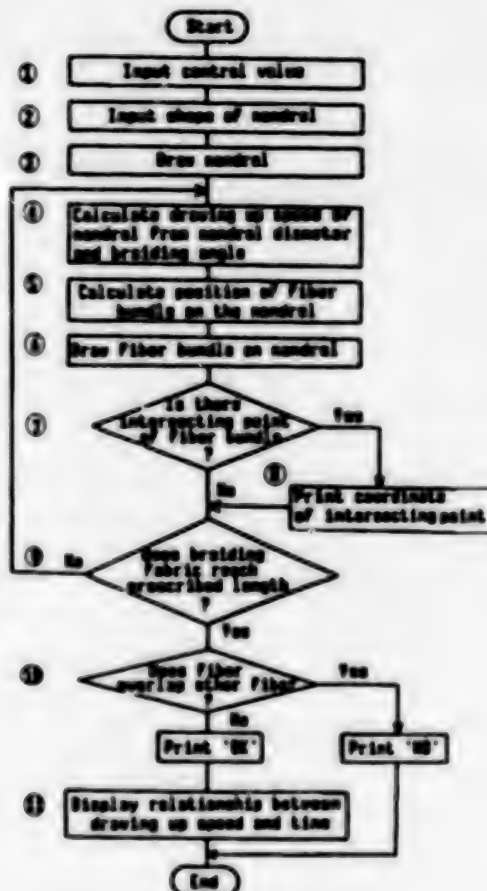 Start
① Input control value
② Input shape of mandrel
③ Draw mandrel
④ Calculate drawing up speed of
mandrel from mandrel diameter
and braiding angle
⑤ Calculate position of fiber
bundle on the mandrel
⑥ Draw fiber bundle on mandrel
Is there
⑦ intersecting point
of fiber bundle
?
Yes
No
⑧ Print coordinate
of intersecting point
⑨ No
Does braiding
fabric reach
prescribed length
?
Yes
⑩ Does fiber
overlap other fiber
?
Yes
No
Print "OK"
Print "NO"
⑪ Display relationship between
drawing up speed and time
End